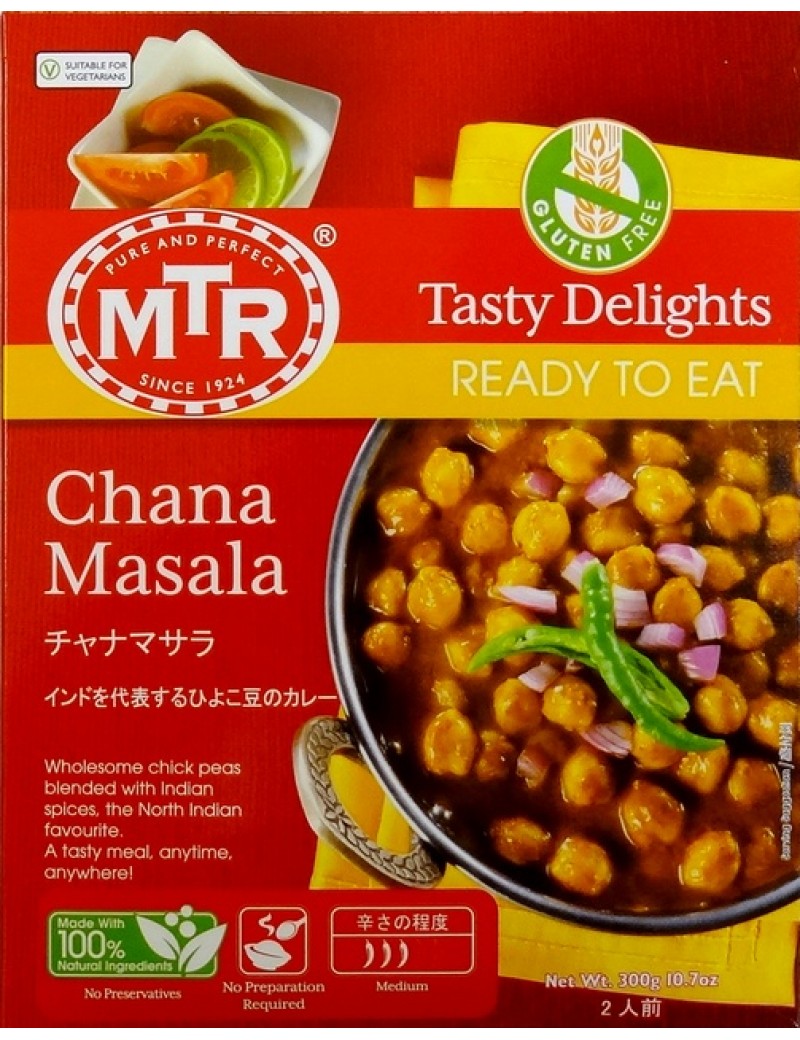 SUITABLE FOR
VEGETARIANS
GLUTEN FREE
PURE AND PERFECT
MTR
SINCE 1924
®
Tasty Delights
READY TO EAT
Chana
Masala
チャナマサラ
インドを代表するひよこ豆のカレー
Wholesome chick peas
blended with Indian
spices, the North Indian
favourite.
A tasty meal, anytime,
anywhere!
Serving Suggestion /
Made With
100%
Natural Ingredients
No Preservatives
No Preparation
Required
辛さの程度
Medium
Net Wt. 300g 10.7oz
2 人前